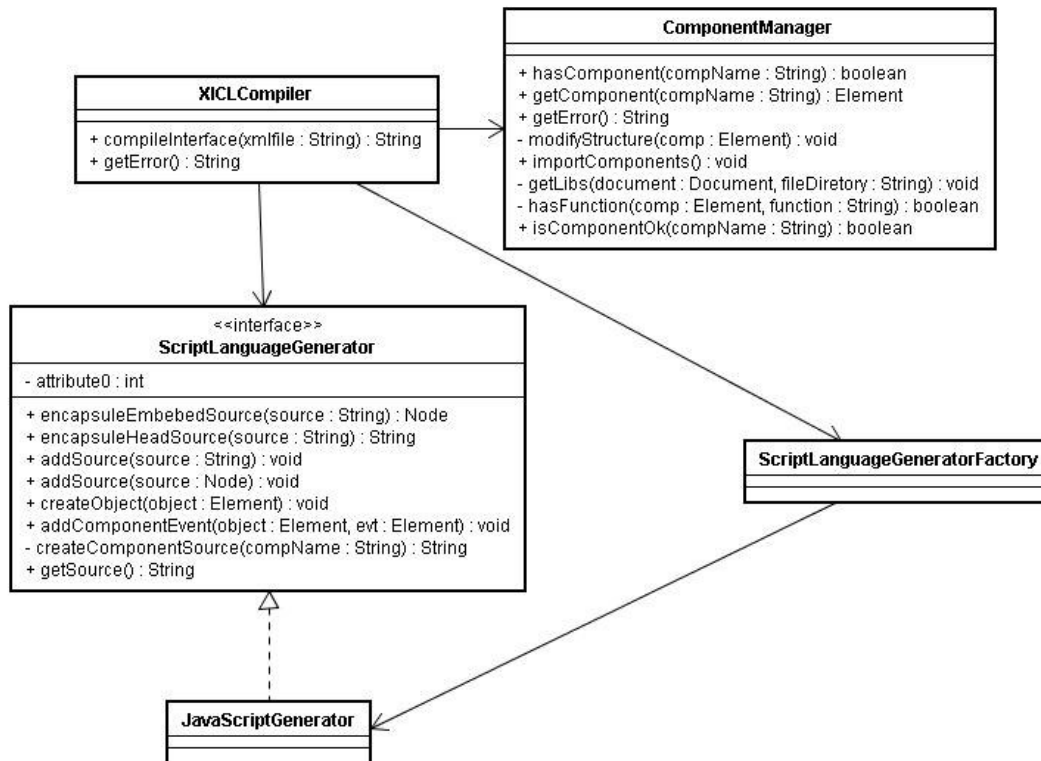 ComponentManager
+ hasComponent(compName : String) : boolean
+ getComponent(compName : String) : Element
+ getError() : String
- modifyStructure(comp : Element) : void
+ importComponents() : void
- getLibs(document : Document, fileDiretory : String) : void
- hasFunction(comp : Element, function : String) : boolean
+ isComponentOk(compName : String) : boolean
XICLCompiler
+ compileInterface(xmlfile : String) : String
+ getError() : String
<<interface>>
ScriptLanguageGenerator
- attribute0 : int
+ encapsuleEmbebedSource(source : String) : Node
+ encapsuleHeadSource(source : String) : String
+ addSource(source : String) : void
+ addSource(source : Node) : void
+ createObject(object : Element) : void
+ addComponentEvent(object : Element, evt : Element) : void
- createComponentSource(compName : String) : String
+ getSource() : String
ScriptLanguageGeneratorFactory
JavaScriptGenerator